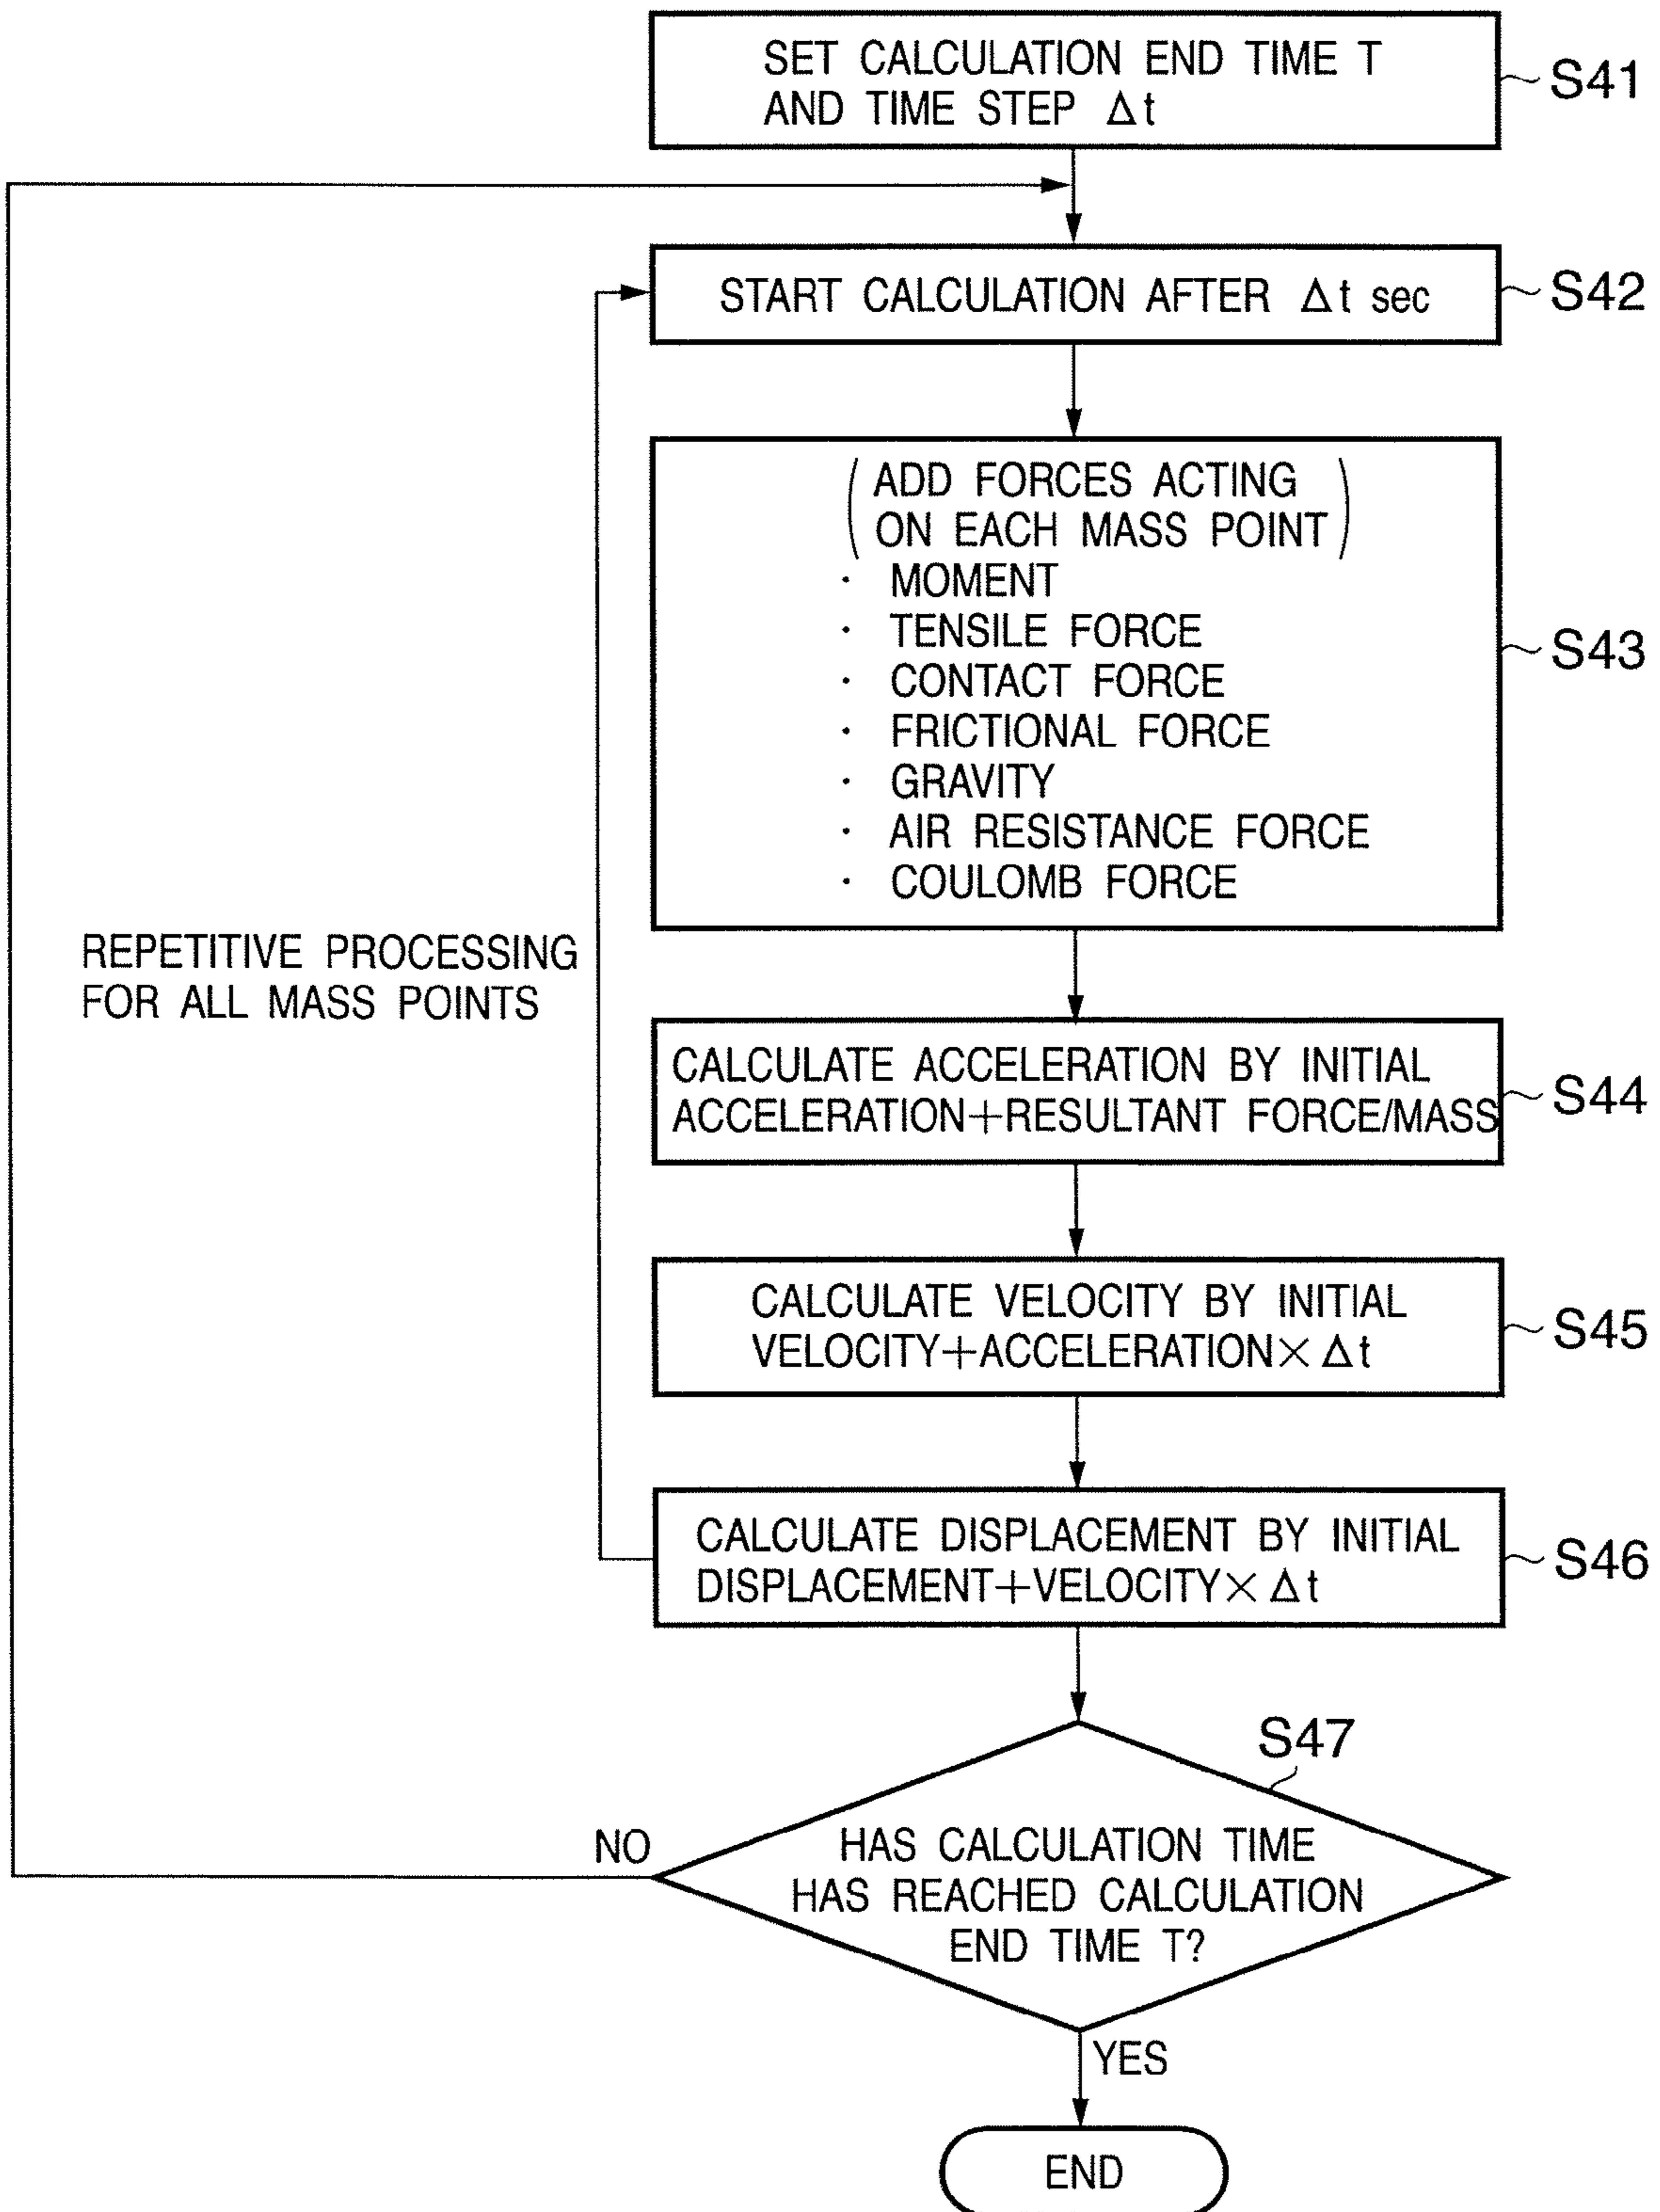 SET CALCULATION END TIME T
AND TIME STEP Δt
S41
START CALCULATION AFTER Δt sec
S42
(ADD FORCES ACTING
ON EACH MASS POINT)
· MOMENT
· TENSILE FORCE
· CONTACT FORCE
· FRICTIONAL FORCE
· GRAVITY
· AIR RESISTANCE FORCE
· COULOMB FORCE
S43
REPETITIVE PROCESSING
FOR ALL MASS POINTS
CALCULATE ACCELERATION BY INITIAL
ACCELERATION+RESULTANT FORCE/MASS
S44
CALCULATE VELOCITY BY INITIAL
VELOCITY+ACCELERATION×Δt
S45
CALCULATE DISPLACEMENT BY INITIAL
DISPLACEMENT+VELOCITY×Δt
S46
S47
NO
HAS CALCULATION TIME
HAS REACHED CALCULATION
END TIME T?
YES
END